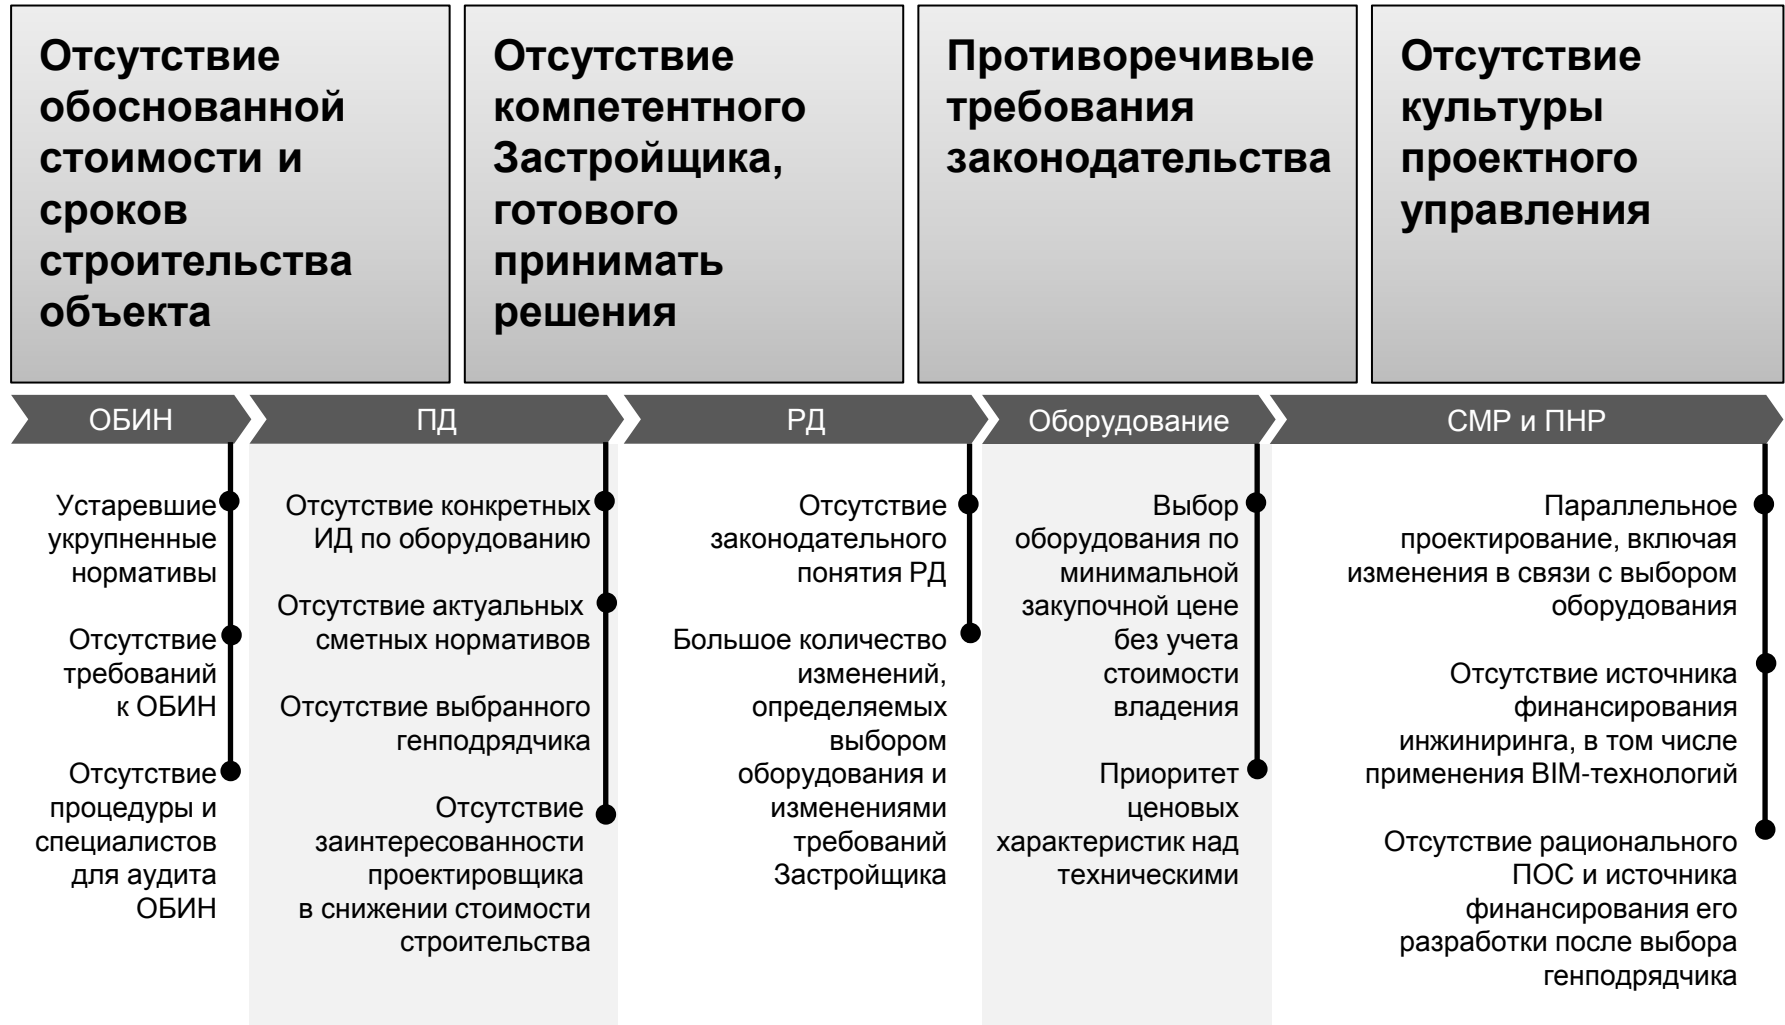 Отсутствие
обоснованной
стоимости и
сроков
строительства
объекта
Отсутствие
компетентного
Застройщика,
готового
принимать
решения
Противоречивые
требования
законодательства
Отсутствие
культуры
проектного
управления
ОБИН
ПД
РД
Оборудование
СМР и ПНР
Устаревшие
укрупненные
нормативы
Отсутствие
требований
к ОБИН
Отсутствие
процедуры и
специалистов
для аудита
ОБИН
Отсутствие конкретных
ИД по оборудованию
Отсутствие актуальных
сметных нормативов
Отсутствие выбранного
генподрядчика
Отсутствие
заинтересованности
проектировщика
в снижении стоимости
строительства
Отсутствие
законодательного
понятия РД
Большое количество
изменений,
определяемых
выбором
оборудования и
изменениями
требований
Застройщика
Выбор
оборудования по
минимальной
закупочной цене
без учета
стоимости
владения
Приоритет
ценовых
характеристик над
техническими
Параллельное
проектирование, включая
изменения в связи с выбором
оборудования
Отсутствие источника
финансирования
инжиниринга, в том числе
применения BIM-технологий
Отсутствие рационального
ПОС и источника
финансирования его
разработки после выбора
генподрядчика